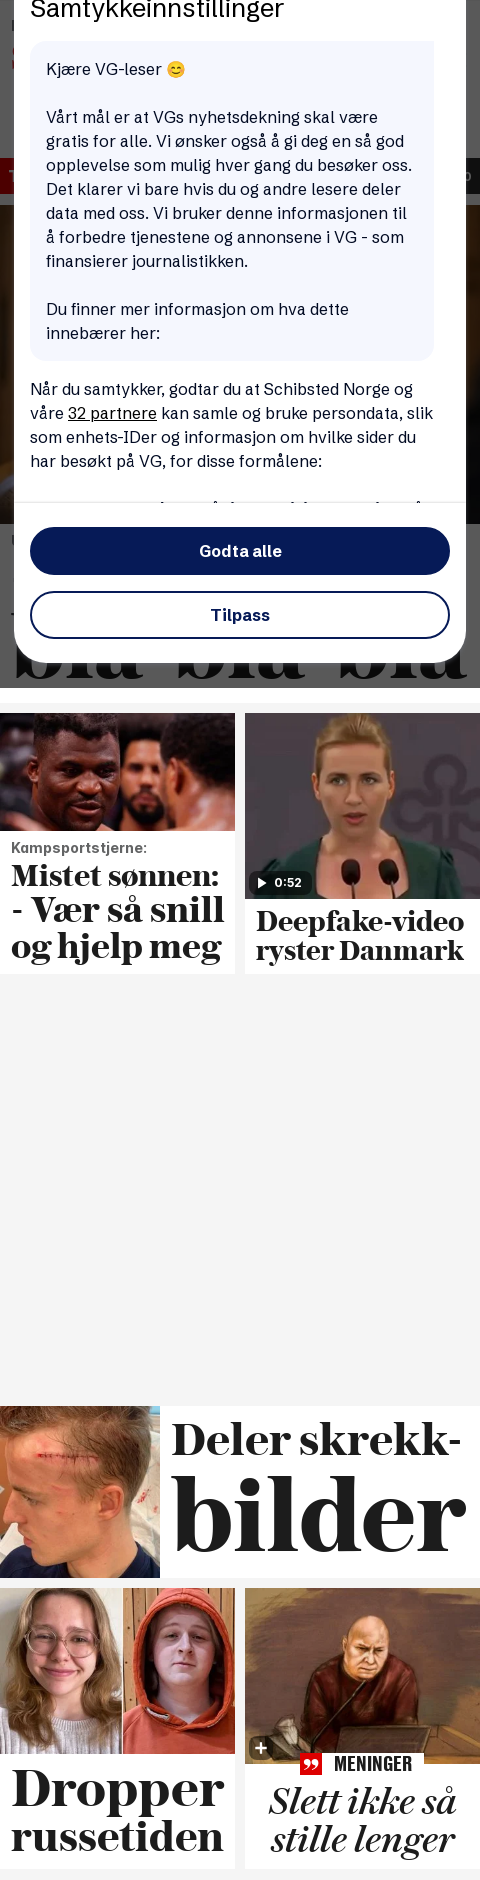 Samtykkeinnstillinger
Kjære VG-leser 😊
Vårt mål er at VGs nyhetsdekning skal være
gratis for alle. Vi ønsker også å gi deg en så god
opplevelse som mulig hver gang du besøker oss.
Det klarer vi bare hvis du og andre lesere deler
data med oss. Vi bruker denne informasjonen til
å forbedre tjenestene og annonsene i VG - som
finansierer journalistikken.
Du finner mer informasjon om hva dette
innebærer her:
Når du samtykker, godtar du at Schibsted Norge og
våre 32 partnere kan samle og bruke persondata, slik
som enhets-IDer og informasjon om hvilke sider du
har besøkt på VG, for disse formålene:
Godta alle
Tilpass
Kampsportstjerne:
Mistet sønnen:
- Vær så snill
og hjelp meg
0:52
Deepfake-video
ryster Danmark
Deler skrekk-
bilder
Dropper
russetiden
MENINGER
Slett ikke så
stille lenger